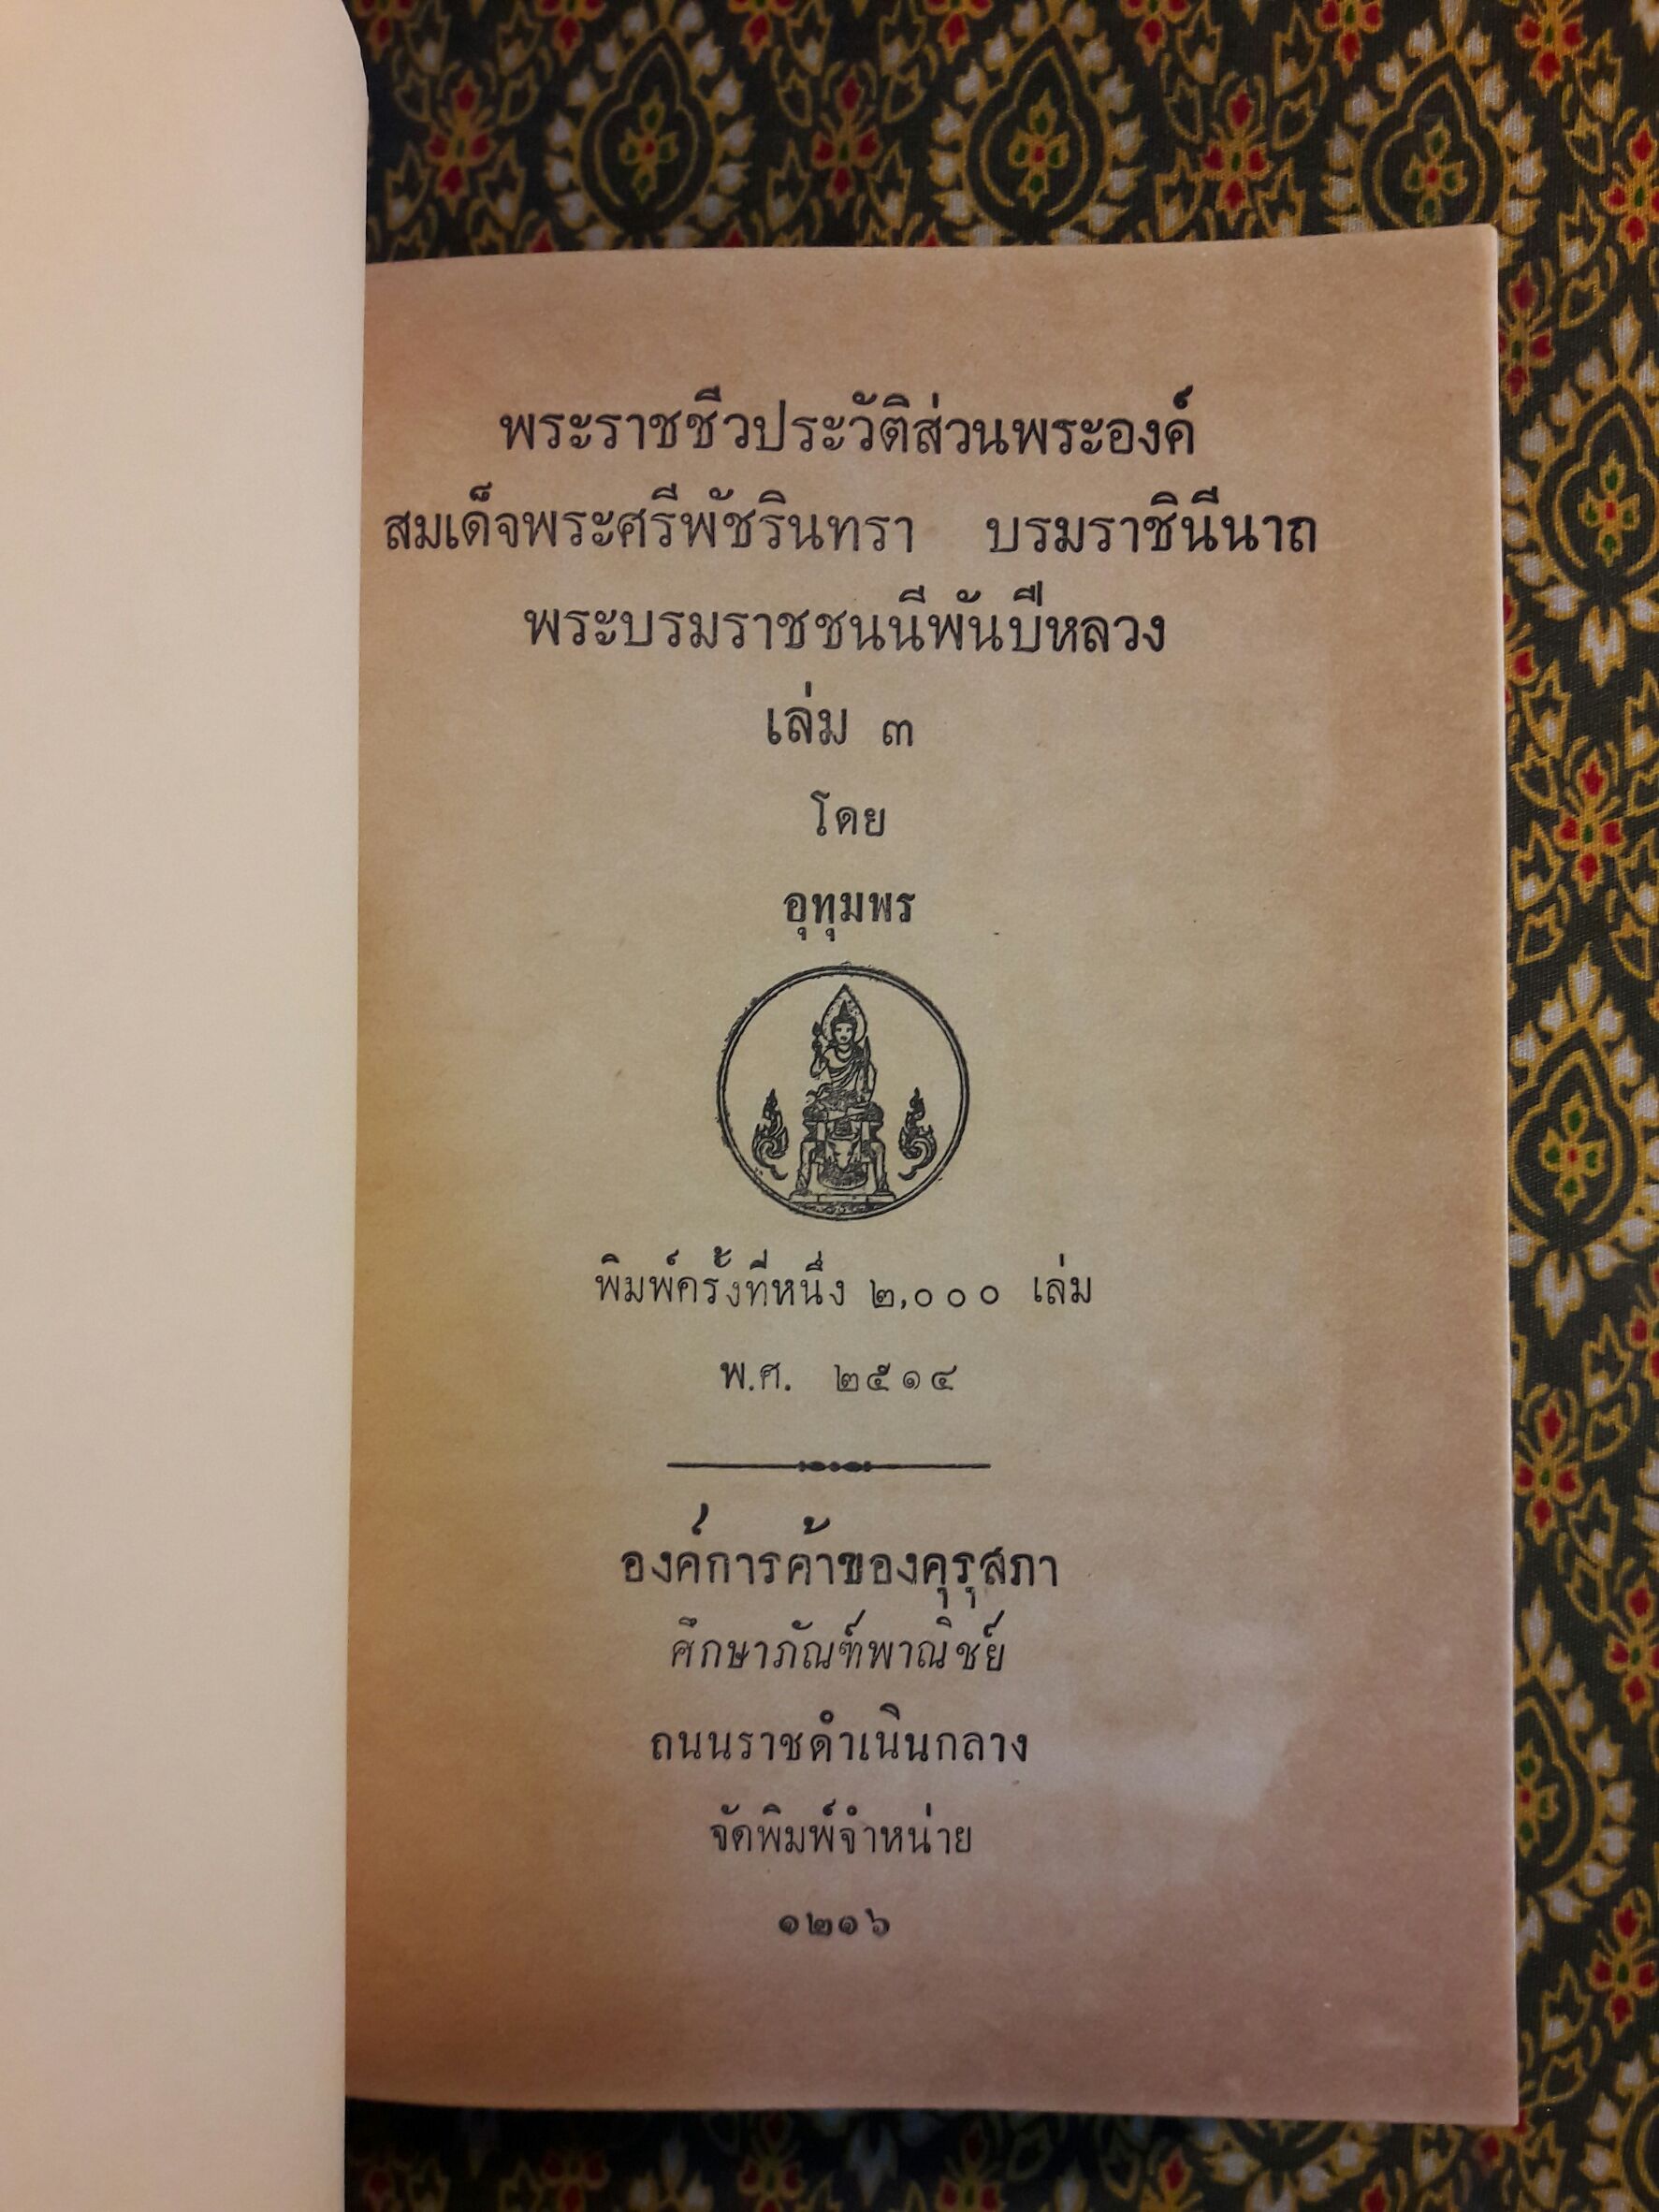 พระราชชีวประวัติส่วนพระองค์
สมเด็จพระศรีพัชรินทรา บรมราชินีนาถ
พระบรมราชชนนีพันปีหลวง
เล่ม ๓
โดย
อุทุมพร
พิมพ์ครั้งที่หนึ่ง ๒,๐๐๐ เล่ม
พ.ศ. ๒๕๑๔
องค์การค้าของคุรุสภา
ศึกษาภัณฑ์พาณิชย์
ถนนราชดำเนินกลาง
จัดพิมพ์จำหน่าย
๑๒๑๖